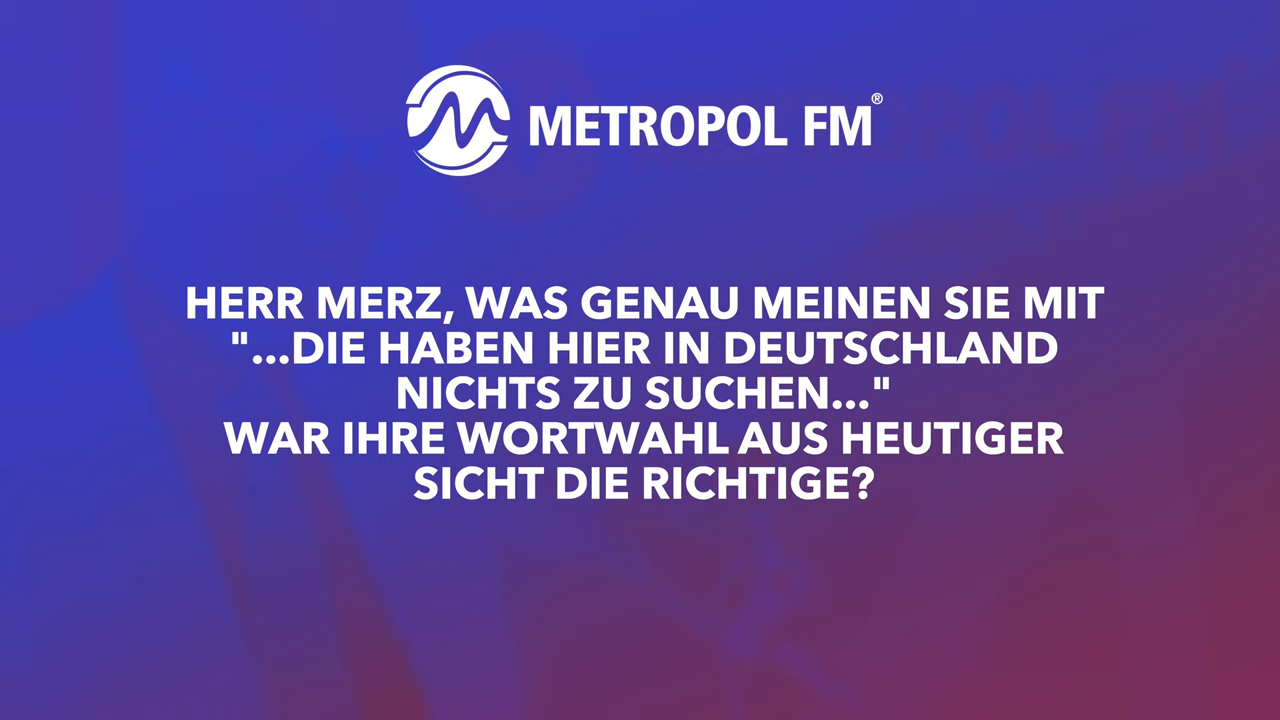 METROPOL FM®
HERR MERZ, WAS GENAU MEINEN SIE MIT
"...DIE HABEN HIER IN DEUTSCHLAND
NICHTS ZU SUCHEN..."
WAR IHRE WORTWAHL AUS HEUTIGER
SICHT DIE RICHTIGE?